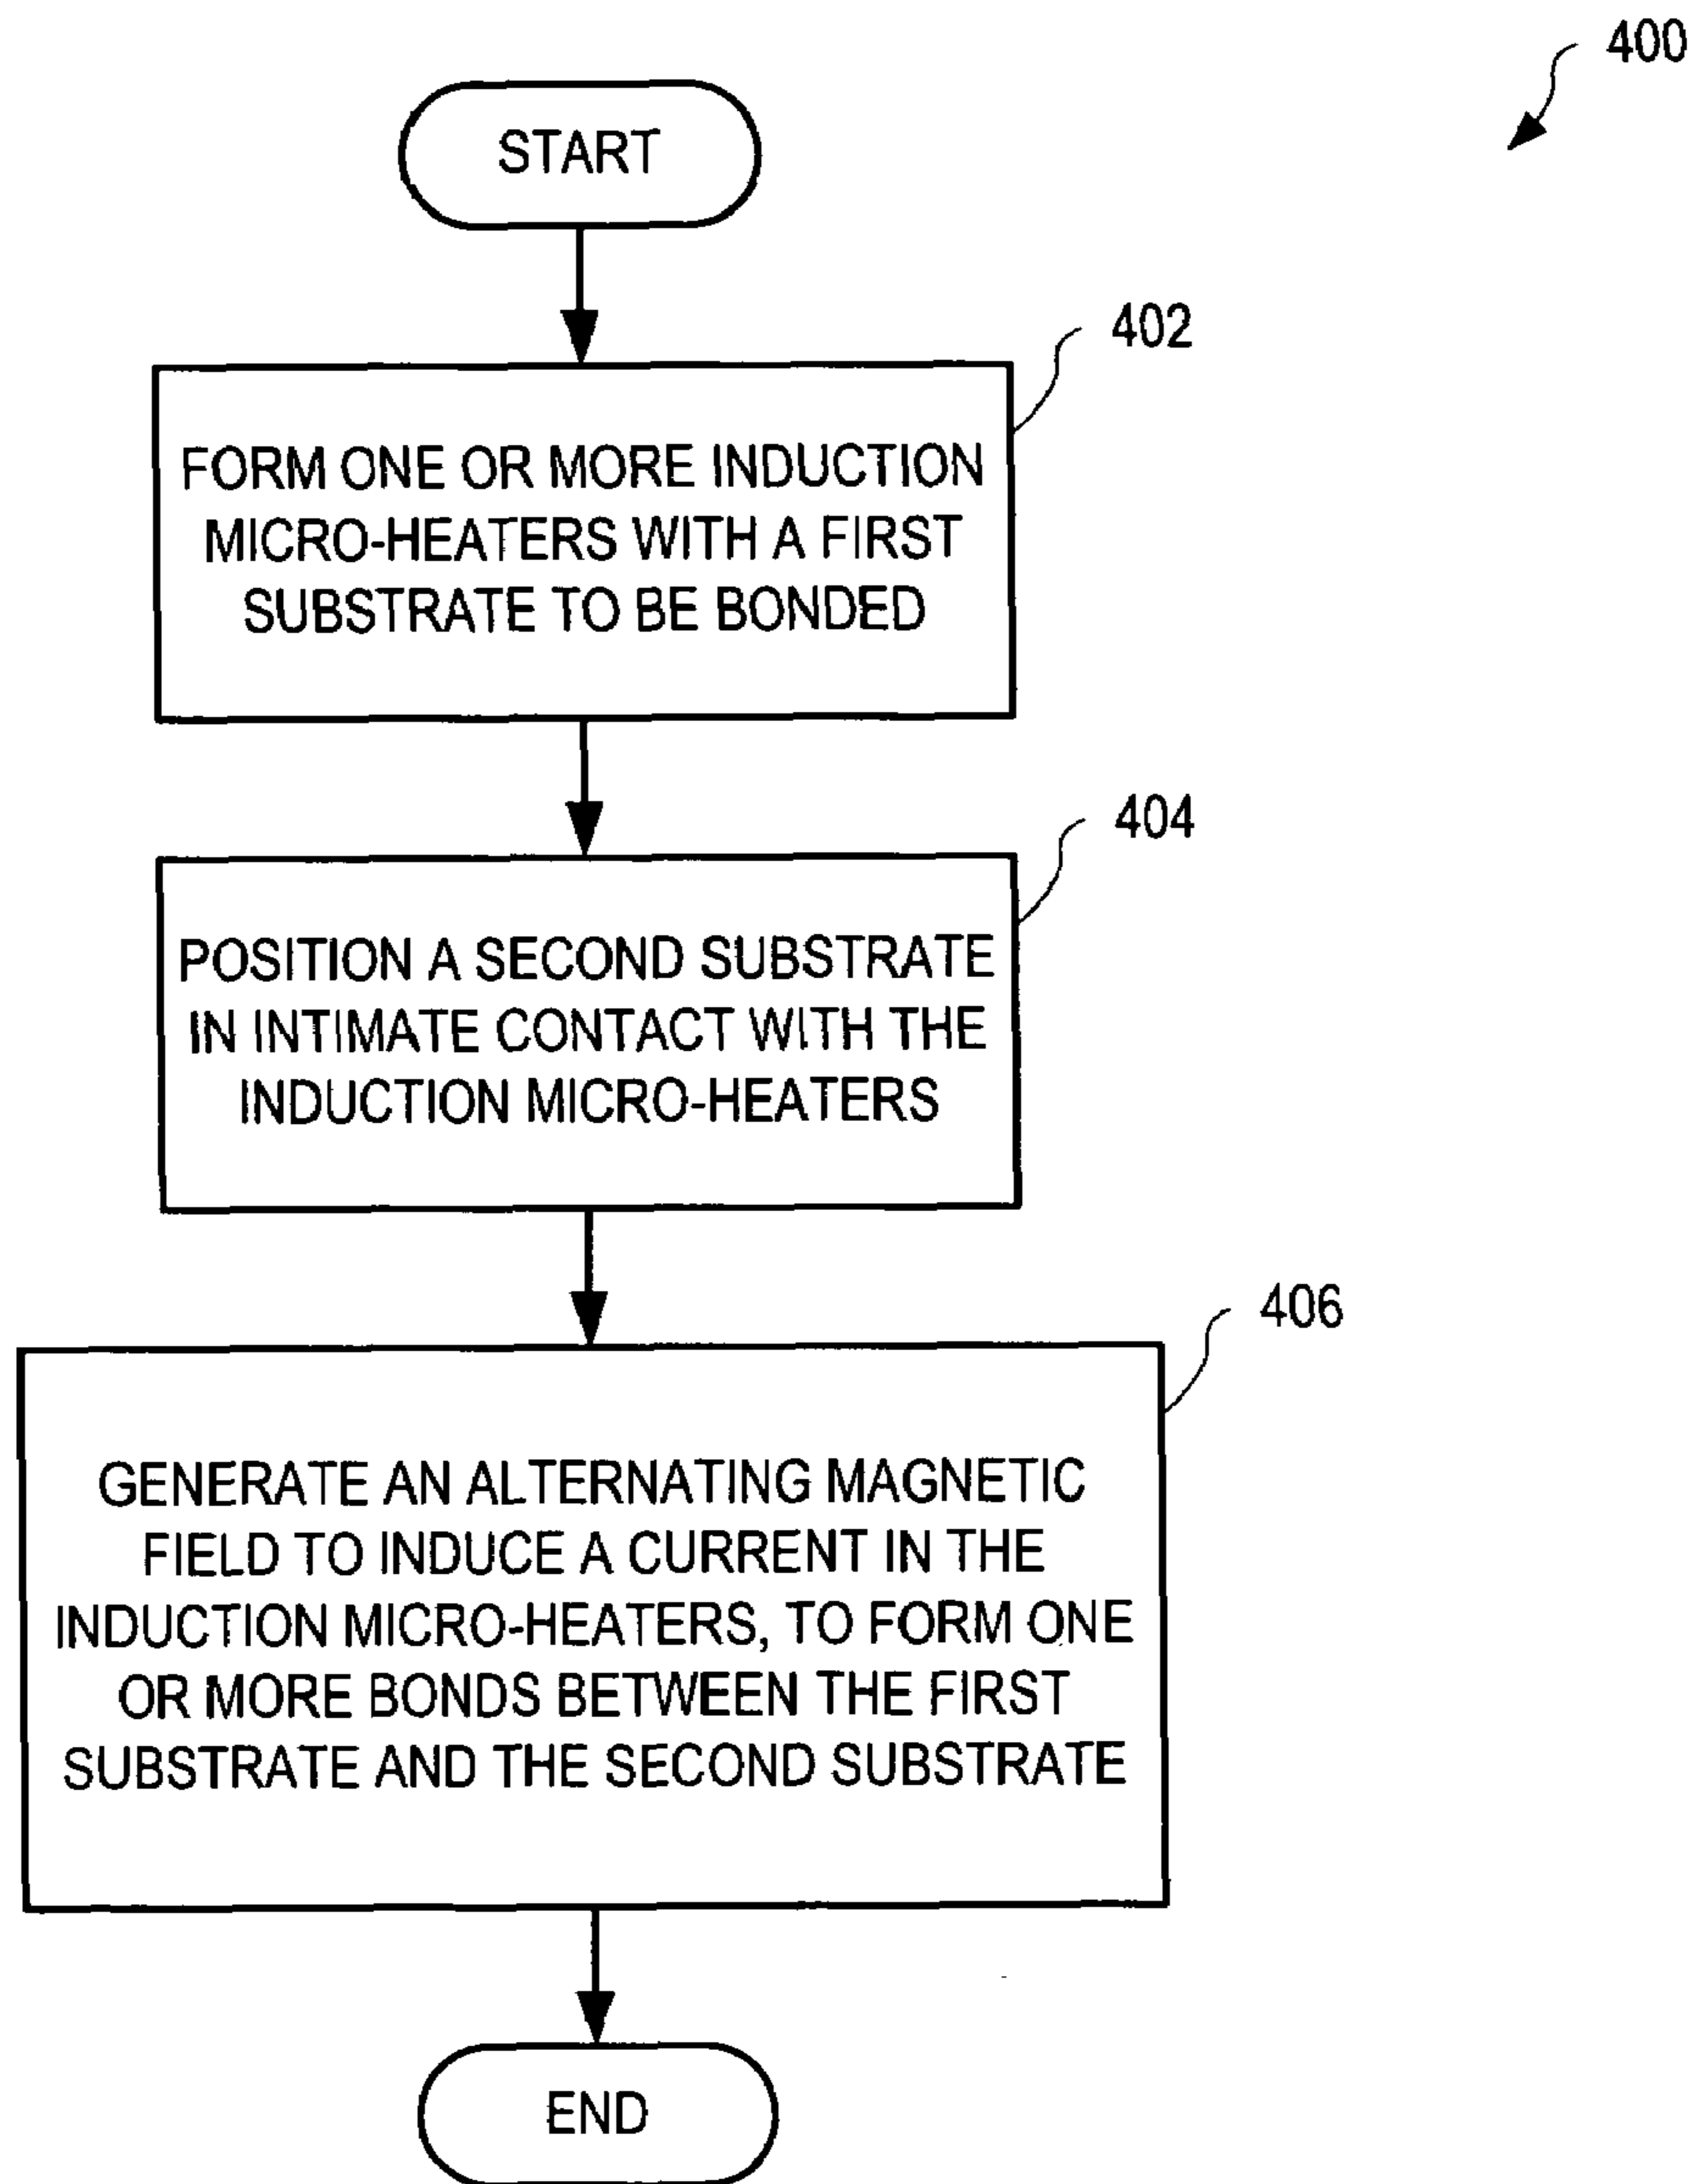 400
START
402
FORM ONE OR MORE INDUCTION
MICRO-HEATERS WITH A FIRST
SUBSTRATE TO BE BONDED
404
POSITION A SECOND SUBSTRATE
IN INTIMATE CONTACT WITH THE
INDUCTION MICRO-HEATERS
406
GENERATE AN ALTERNATING MAGNETIC
FIELD TO INDUCE A CURRENT IN THE
INDUCTION MICRO-HEATERS, TO FORM ONE
OR MORE BONDS BETWEEN THE FIRST
SUBSTRATE AND THE SECOND SUBSTRATE
END